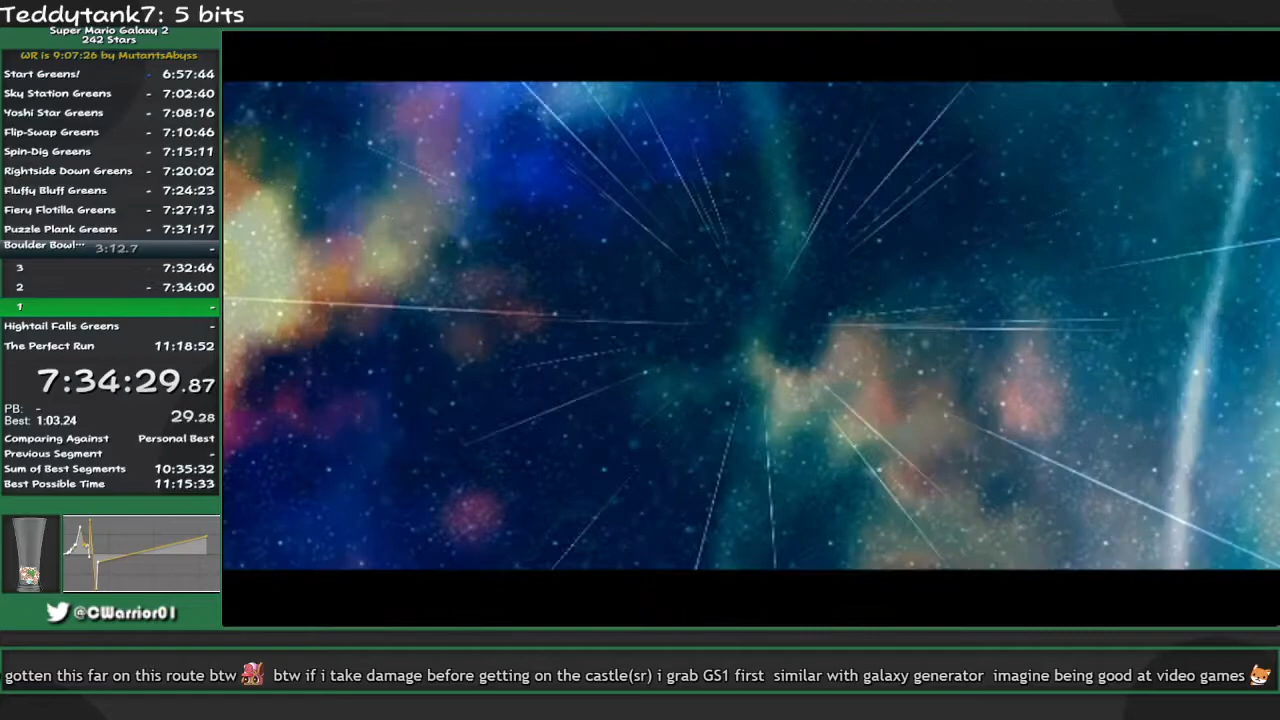 Teddytank7: 5 bits
Super Mario Galaxy 2
242 Stars
WR is 9:07:26 by MutantsAbyss
Start Greens! - 6:57:44
Sky Station Greens - 7:02:40
Yoshi Star Greens - 7:08:16
Flip-Swap Greens - 7:10:46
Spin-Dig Greens - 7:15:11
Rightside Down Greens - 7:20:02
Fluffy Bluff Greens - 7:24:23
Fiery Flotilla Greens - 7:27:13
Puzzle Plank Greens - 7:31:17
Boulder Bowl… 3:12.7 -
3 7:32:46
2 - 7:34:00
1 -
Hightail Falls Greens -
The Perfect Run 11:18:52
7:34:29.87
PB: -
Best: 1:03.24 29.28
Comparing Against Personal Best
Previous Segment -
Sum of Best Segments 10:35:32
Best Possible Time 11:15:33
@CWarrior01
gotten this far on this route btw btw if i take damage before getting on the castle(sr) i grab GS1 first similar with galaxy generator imagine being good at video games